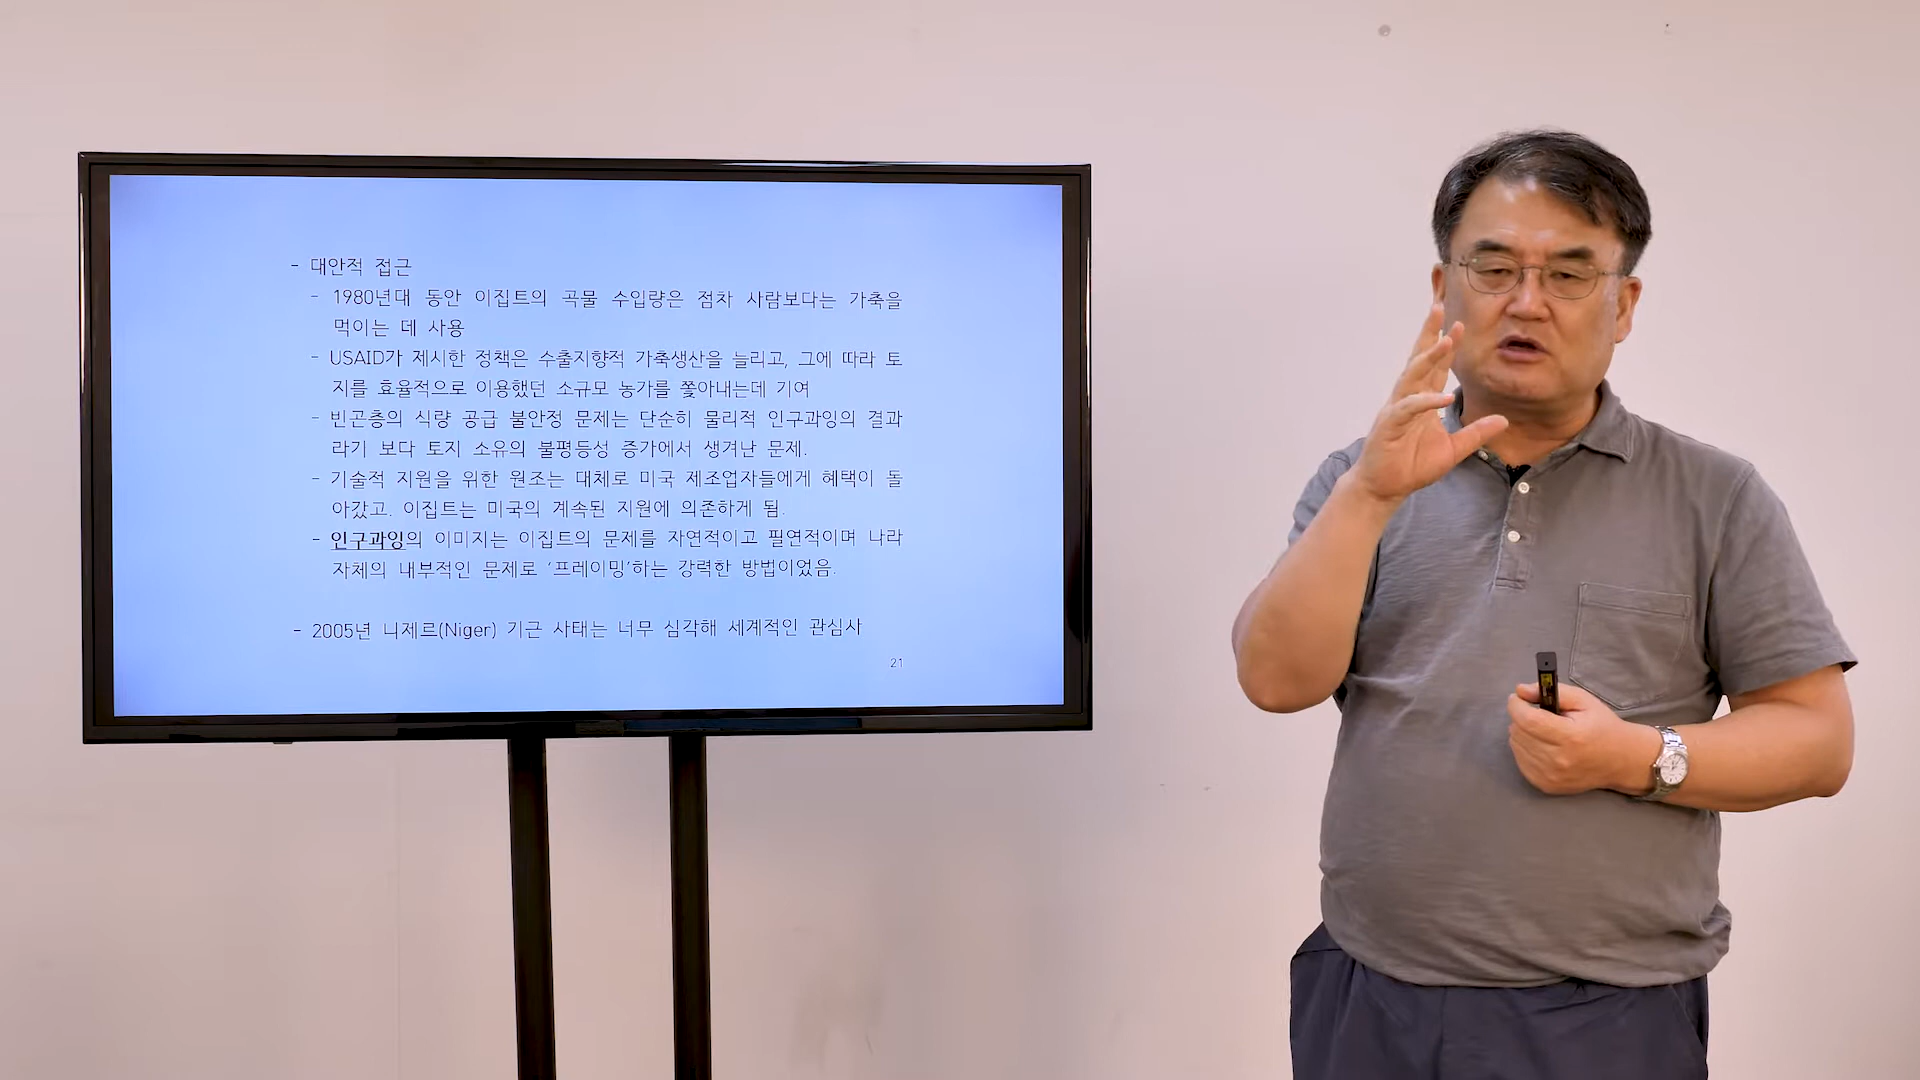 - 대안적 접근
- 1980년대 동안 이집트의 곡물 수입량은 점차 사람보다는 가축을
먹이는 데 사용
- USAID가 제시한 정책은 수출지향적 가축생산을 늘리고, 그에 따라 토
지를 효율적으로 이용했던 소규모 농가를 쫓아내는데 기여
- 빈곤층의 식량 공급 불안정 문제는 단순히 물리적 인구과잉의 결과
라기 보다 토지 소유의 불평등성 증가에서 생겨난 문제.
- 기술적 지원을 위한 원조는 대체로 미국 제조업자들에게 혜택이 돌
아갔고. 이집트는 미국의 계속된 지원에 의존하게 됨.
- 인구과잉의 이미지는 이집트의 문제를 자연적이고 필연적이며 나라
자체의 내부적인 문제로 ‘프레이밍’하는 강력한 방법이었음.
- 2005년 니제르(Niger) 기근 사태는 너무 심각해 세계적인 관심사
21